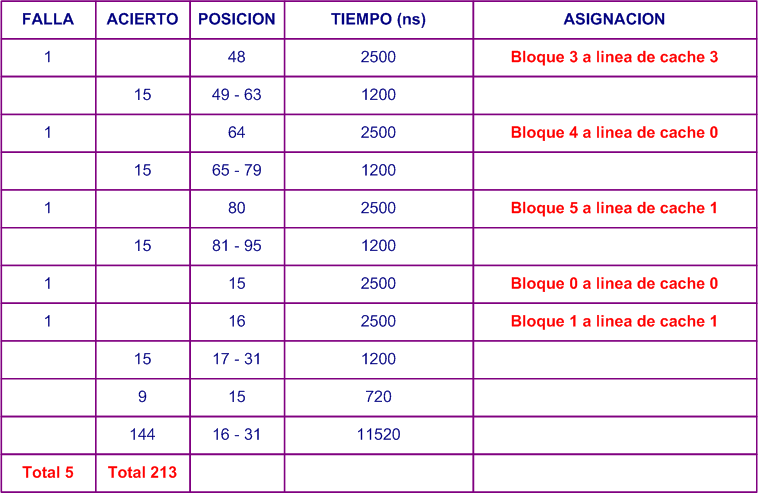 FALLA ACIERTO POSICION TIEMPO (ns) ASIGNACION
1 48 2500 Bloque 3 a linea de cache 3
15 49 - 63 1200
1 64 2500 Bloque 4 a linea de cache 0
15 65 - 79 1200
1 80 2500 Bloque 5 a linea de cache 1
15 81 - 95 1200
1 15 2500 Bloque 0 a linea de cache 0
1 16 2500 Bloque 1 a linea de cache 1
15 17 - 31 1200
9 15 720
144 16 - 31 11520
Total 5 Total 213